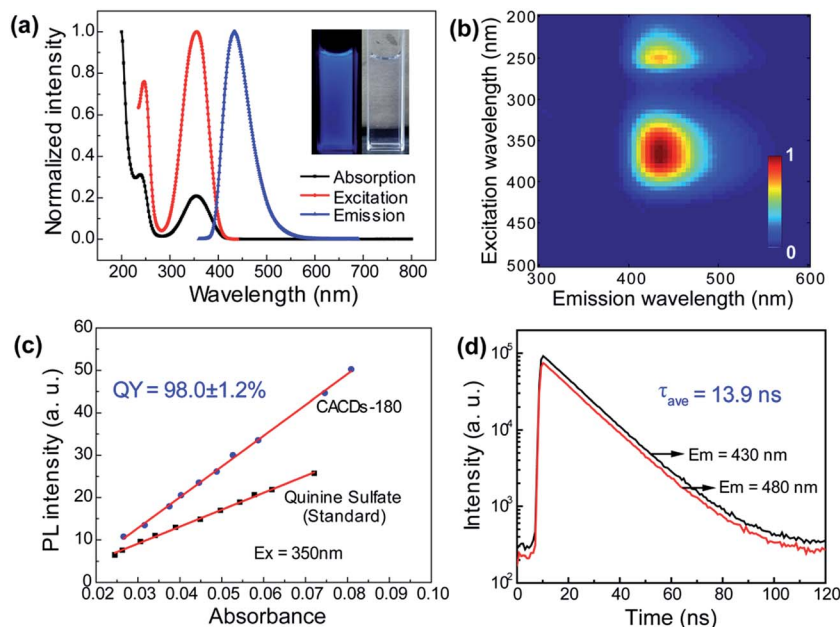 (a)
Normalized intensity
1.0
0.8
0.6
0.4
0.2
0.0
Absorption
Excitation
Emission
200 300 400 500 600 700 800
Wavelength (nm)
(b)
Excitation wavelength (nm)
200
250
300
350
400
450
500
1
0
300 400 500 600
Emission wavelength (nm)
(c)
PL intensity (a. u.)
60
50
40
30
20
10
0
QY = 98.0±1.2%
CACDs-180
Quinine Sulfate
(Standard)
Ex = 350nm
0.02 0.03 0.04 0.05 0.06 0.07 0.08 0.09 0.10
Absorbance
(d)
Intensity (a. u.)
10⁵
10⁴
10³
10²
τave = 13.9 ns
Em = 430 nm
Em = 480 nm
0 20 40 60 80 100 120
Time (ns)